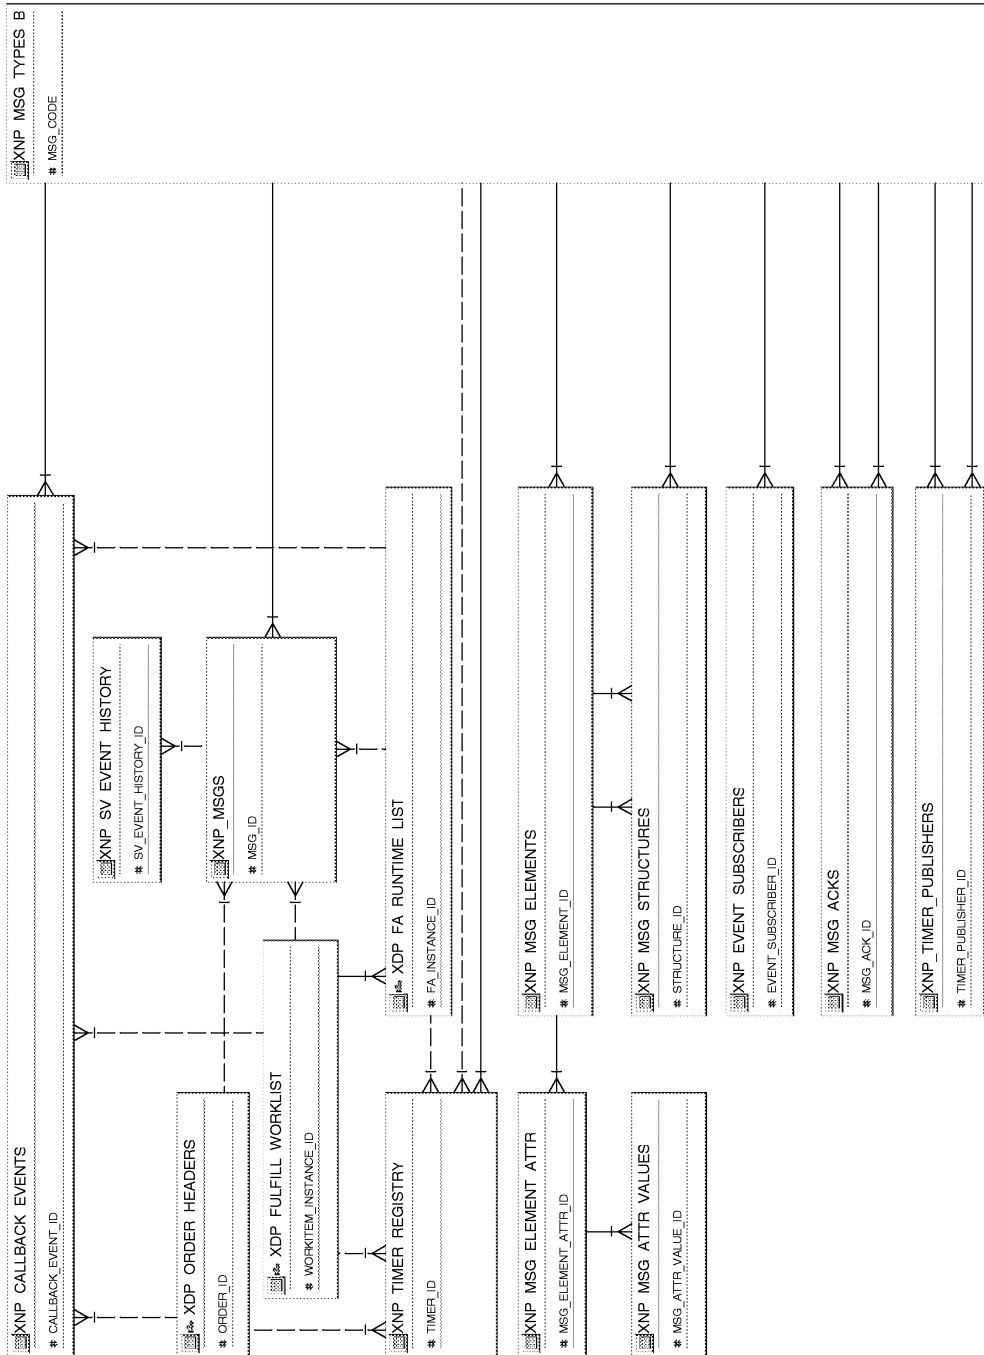 XNP MSG TYPES B
# MSG_CODE
XNP CALLBACK EVENTS
# CALLBACK_EVENT_ID
XNP SV EVENT HISTORY
# SV_EVENT_HISTORY_ID
XDP ORDER HEADERS
# ORDER_ID
XNP_MSGS
# MSG_ID
XDP FULFILL WORKLIST
# WORKITEM_INSTANCE_ID
XNP TIMER REGISTRY
# TIMER_ID
XDP FA RUNTIME LIST
# FA_INSTANCE_ID
XNP MSG ELEMENT ATTR
# MSG_ELEMENT_ATTR_ID
XNP MSG ELEMENTS
# MSG_ELEMENT_ID
XNP MSG ATTR VALUES
# MSG_ATTR_VALUE_ID
XNP MSG STRUCTURES
# STRUCTURE_ID
XNP EVENT SUBSCRIBERS
# EVENT_SUBSCRIBER_ID
XNP MSG ACKS
# MSG_ACK_ID
XNP_TIMER_PUBLISHERS
# TIMER_PUBLISHER_ID